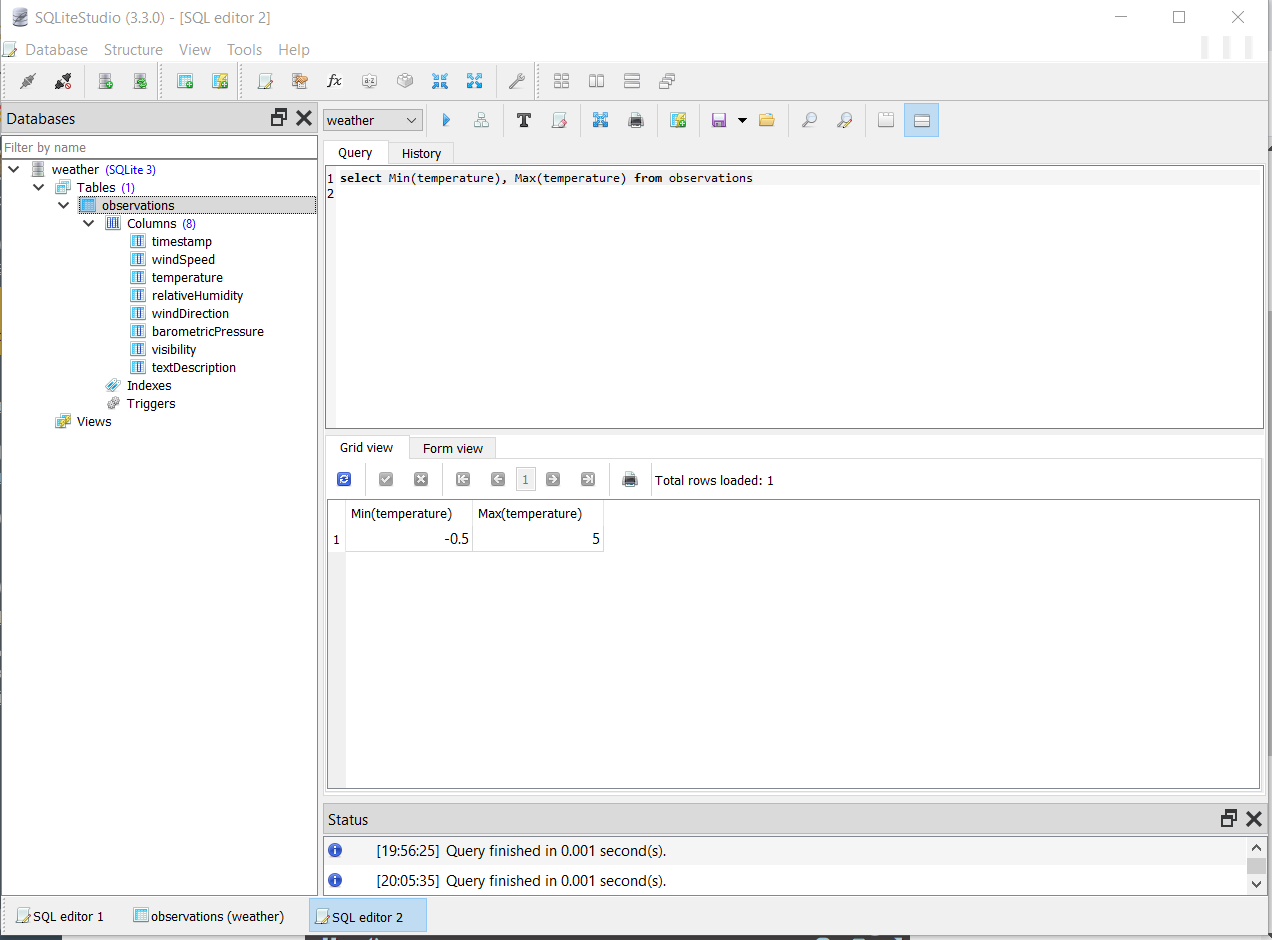 SQLiteStudio (3.3.0) - [SQL editor 2]
Database Structure View Tools Help
Databases
Filter by name
weather (SQLite 3)
Tables (1)
observations
Columns (8)
timestamp
windSpeed
temperature
relativeHumidity
windDirection
barometricPressure
visibility
textDescription
Indexes
Triggers
Views
weather
Query History
1 select Min(temperature), Max(temperature) from observations
2
Grid view Form view
1 Total rows loaded: 1
Min(temperature) Max(temperature)
1 -0.5 5
Status
[19:56:25] Query finished in 0.001 second(s).
[20:05:35] Query finished in 0.001 second(s).
SQL editor 1 observations (weather) SQL editor 2